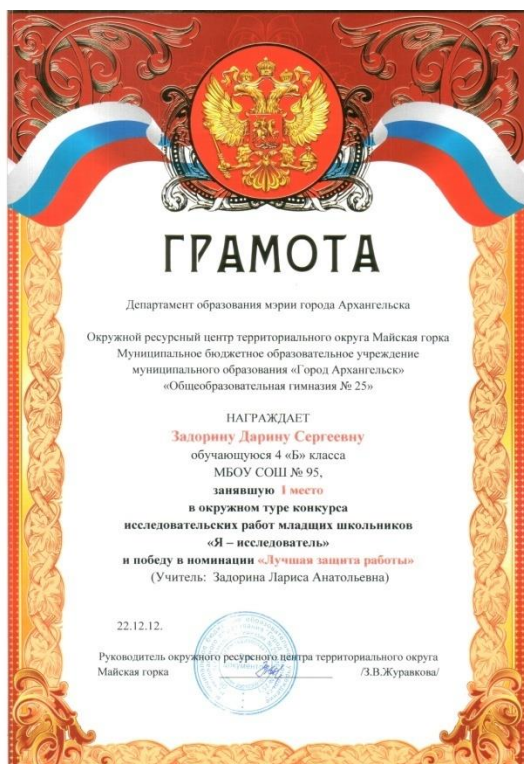 ГРАМОТА
Департамент образования мэрии города Архангельска
Окружной ресурсный центр территориального округа Майская горка
Муниципальное бюджетное образовательное учреждение
муниципального образования «Город Архангельск»
«Общеобразовательная гимназия № 25»
НАГРАЖДАЕТ
Задорину Дарину Сергеевну
обучающуюся 4 «Б» класса
МБОУ СОШ № 95,
занявшую I место
в окружном туре конкурса
исследовательских работ младщих школьников
«Я – исследователь»
и победу в номинации «Лучшая защита работы»
(Учитель: Задорина Лариса Анатольевна)
22.12.12.
Руководитель окружного ресурсного центра территориального округа
Майская горка /З.В.Журавкова/